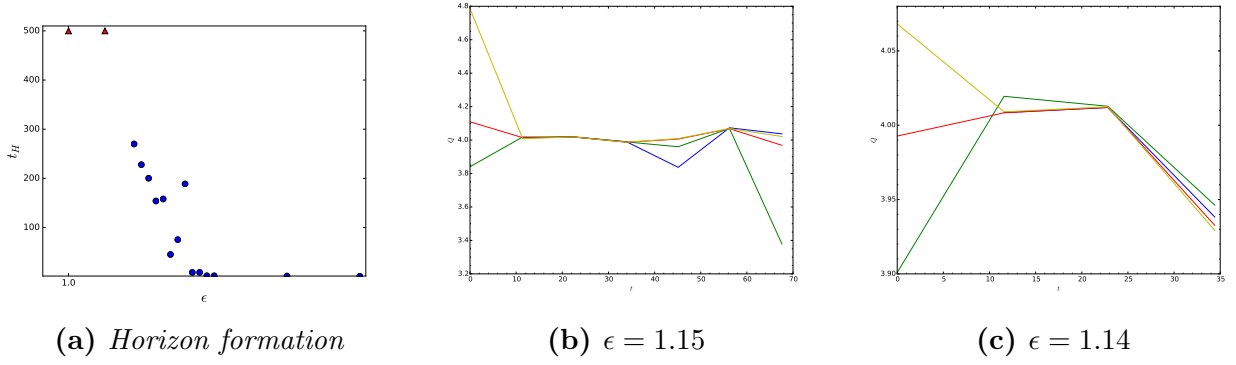 500
400
300
200
100
t_H
1.0
ϵ
4.8
4.6
4.4
4.2
4.0
3.8
3.6
3.4
3.2
Q
0 10 20 30 40 50 60 70
t
4.05
4.00
3.95
3.90
Q
0 5 10 15 20 25 30 35
t
(a) Horizon formation
(b) ϵ = 1.15
(c) ϵ = 1.14